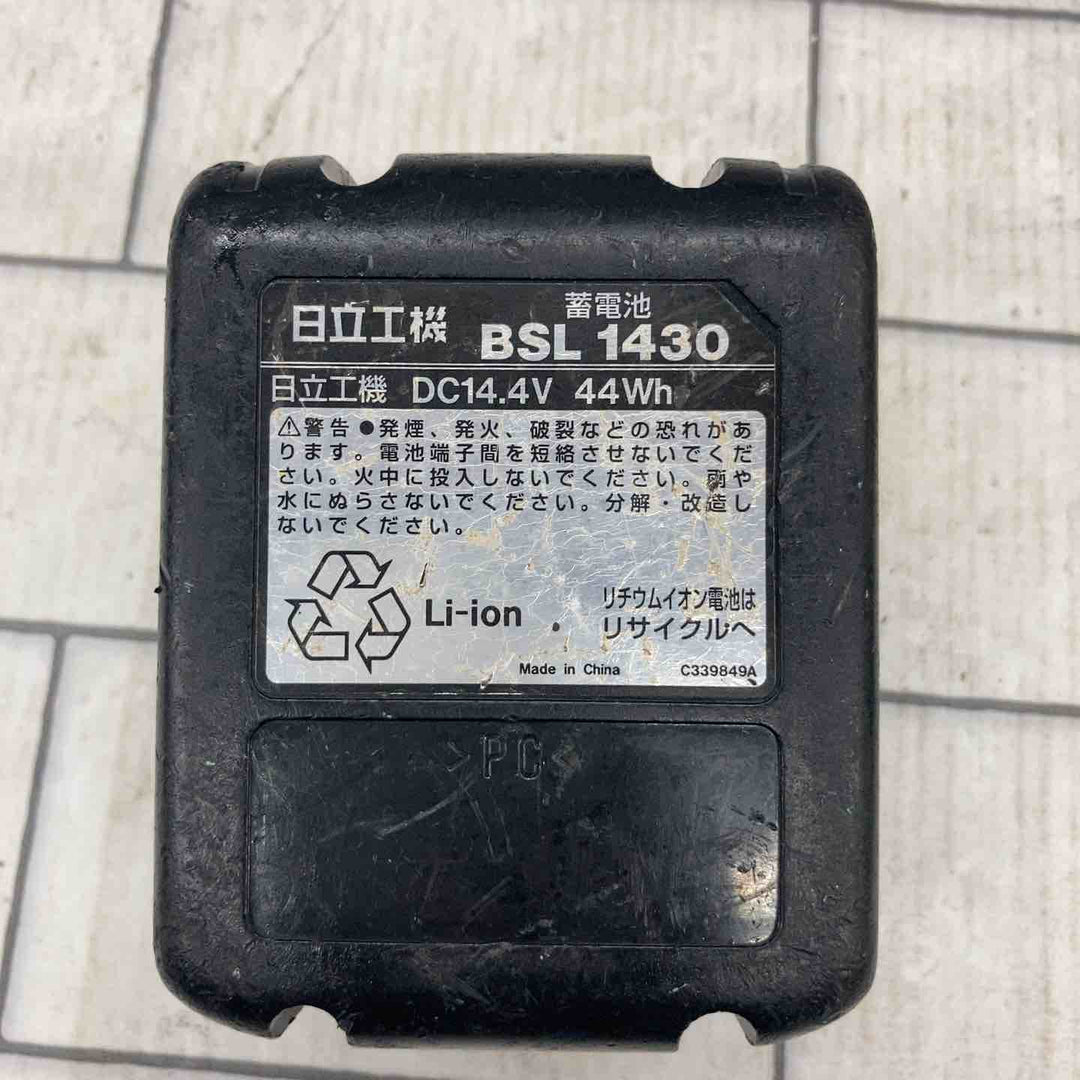 日立工機 蓄電池
BSL 1430
日立工機 DC14.4V 44Wh
⚠警告 ●発煙、発火、破裂などの恐れがあ
ります。電池端子間を短絡させないでくだ
さい。火中に投入しないでください。雨や
水にぬらさないでください。分解・改造し
ないでください。
Li-ion
リチウムイオン電池は
リサイクルへ
Made in China C339849A
>PC<